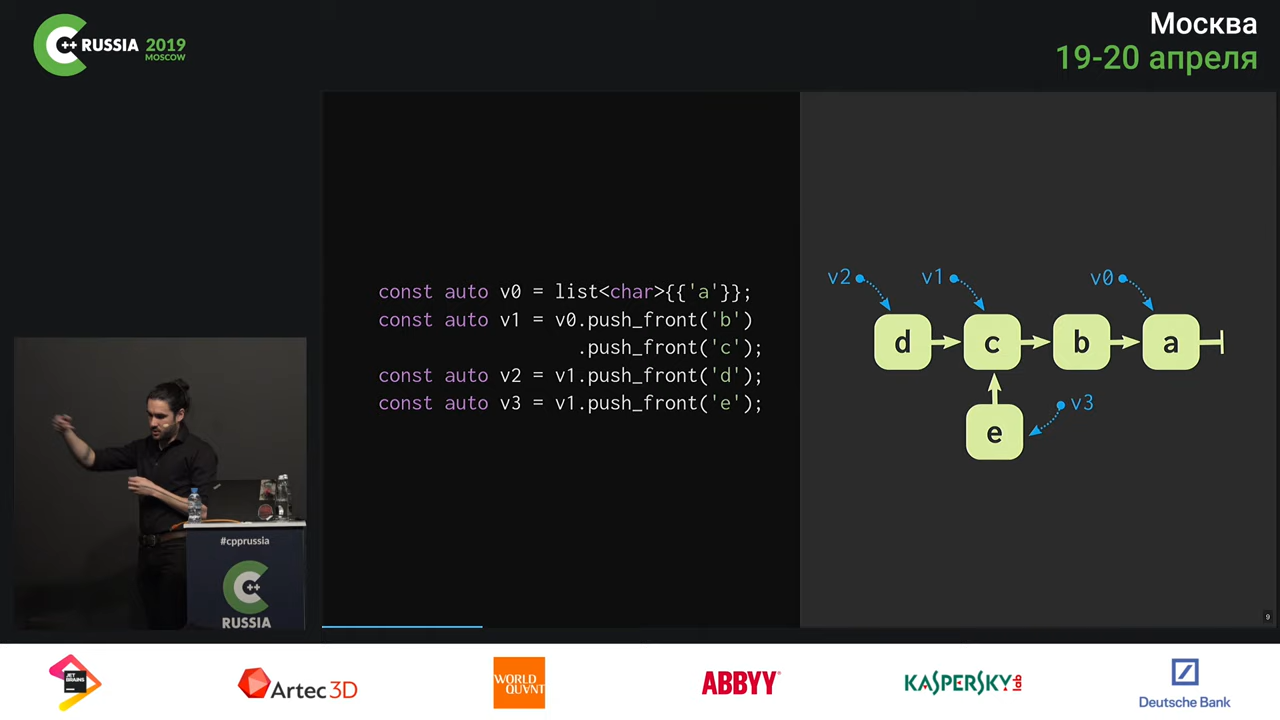 C++ RUSSIA 2019
MOSCOW
Москва
19-20 апреля
const auto v0 = list<char>{{'a'}};
const auto v1 = v0.push_front('b')
.push_front('c');
const auto v2 = v1.push_front('d');
const auto v3 = v1.push_front('e');
v2 v1 v0
d c b a
e v3
9
#cpprussia
C++
RUSSIA
JET BRAINS
Artec 3D
WORLD QUANT
ABBYY
KASPERSKY lab
Deutsche Bank